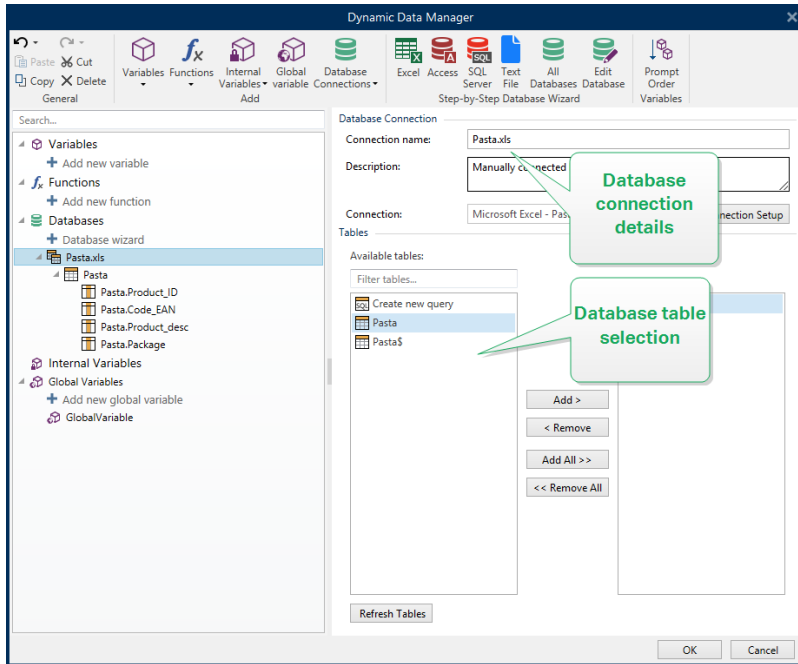 Dynamic Data Manager
Paste Cut
Copy Delete
General
Variables Functions Internal Variables Global variable Database Connections
Add
Excel Access SQL Server Text File All Databases Edit Database
Step-by-Step Database Wizard
Prompt Order
Variables
Search...
Variables
Add new variable
Functions
Add new function
Databases
Database wizard
Pasta.xls
Pasta
Pasta.Product_ID
Pasta.Code_EAN
Pasta.Product_desc
Pasta.Package
Internal Variables
Global Variables
Add new global variable
GlobalVariable
Database Connection
Connection name: Pasta.xls
Description: Manually connected
Connection: Microsoft Excel - Pas
Tables
Available tables:
Filter tables...
Create new query
Pasta
Pasta$
Database
connection
details
Database table
selection
Add >
< Remove
Add All >>
<< Remove All
Refresh Tables
OK Cancel